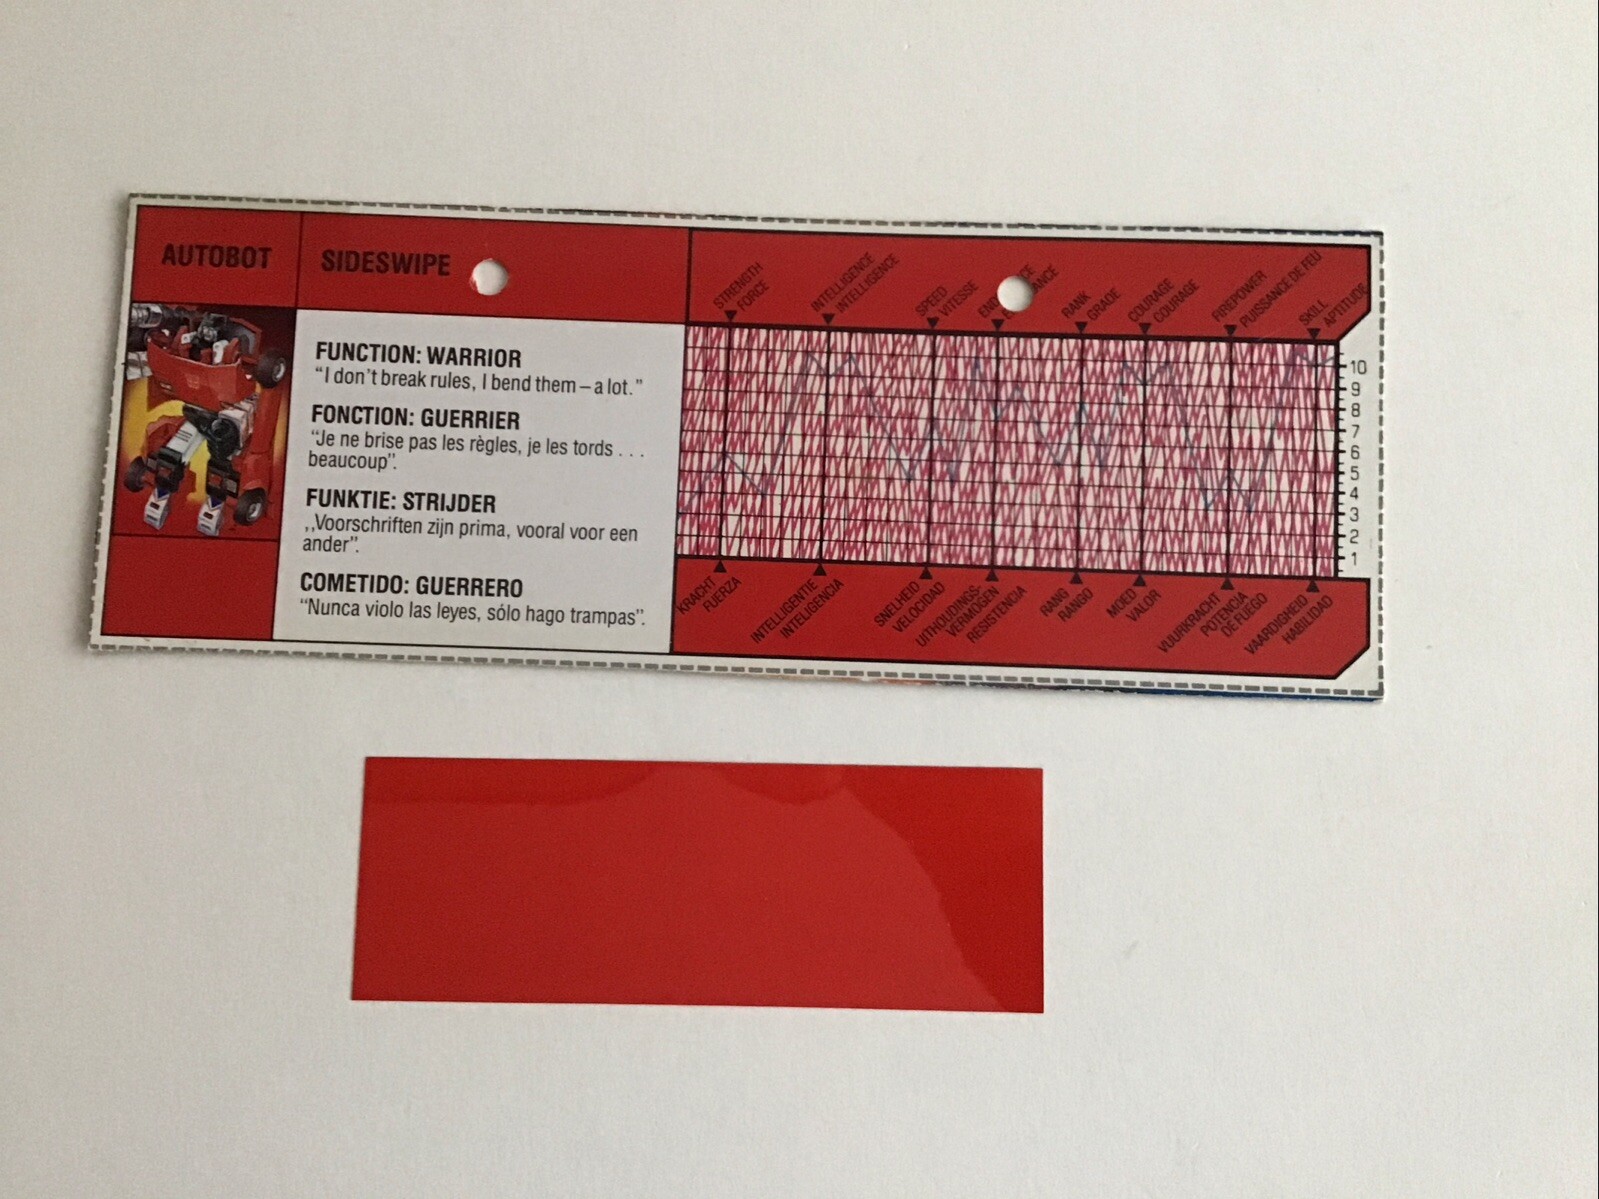 AUTOBOT
SIDESWIPE
FUNCTION: WARRIOR
“I don't break rules, I bend them – a lot.”
FONCTION: GUERRIER
“Je ne brise pas les règles, je les tords . . .
beaucoup”.
FUNKTIE: STRIJDER
,,Voorschriften zijn prima, vooral voor een
ander”.
COMETIDO: GUERRERO
“Nunca violo las leyes, sólo hago trampas”.
STRENGTH
FORCE
INTELLIGENCE
INTELLIGENCE
SPEED
VITESSE
RANK
GRADE
COURAGE
COURAGE
FIREPOWER
PUISSANCE DE FEU
SKILL
APTITUDE
10
9
8
7
6
5
4
3
2
1
KRACHT
FUERZA
INTELLIGENTIE
INTELIGENCIA
SNELHEID
VELOCIDAD
UITHOUDINGS-
VERMOGEN
RESISTENCIA
RANG
RANGO
MOED
VALOR
VUURKRACHT
POTENCIA
DE FUEGO
VAARDIGHEID
HABILIDAD